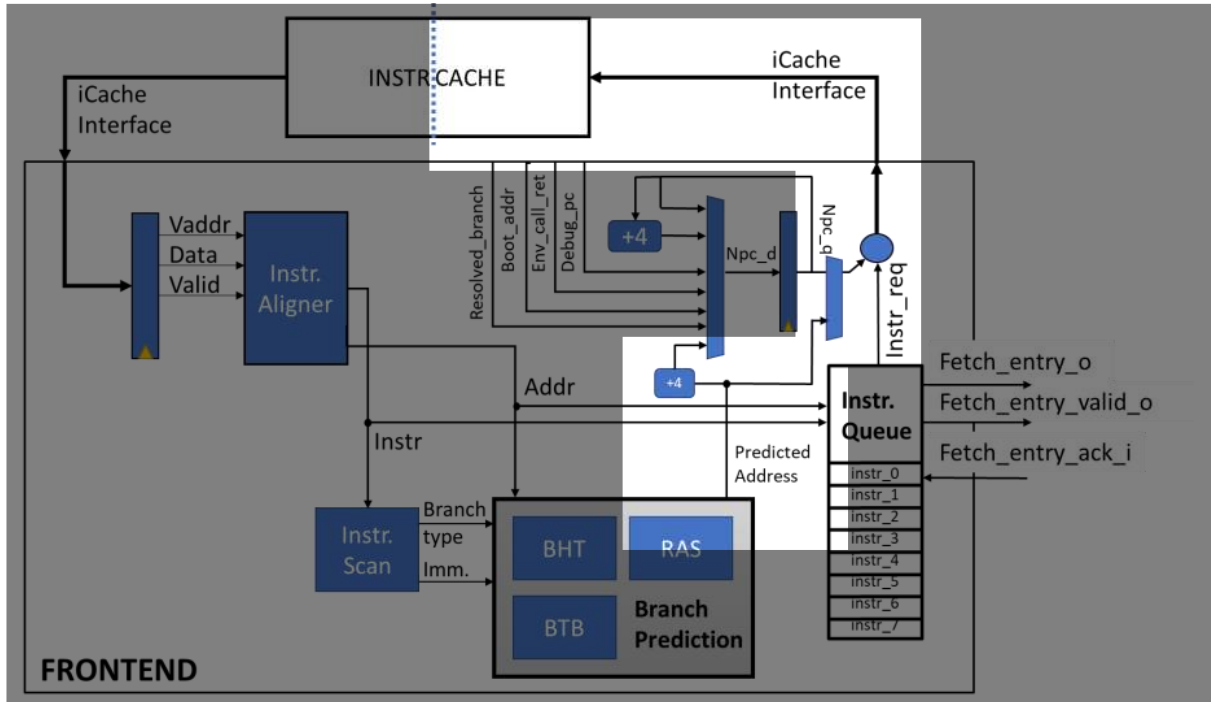 INSTR CACHE
iCache
Interface
iCache
Interface
Resolved_branch
Boot_addr
Env_call_ret
Debug_pc
+4
Npc_d
Npc_q
Instr_req
Vaddr
Data
Valid
Instr.
Aligner
+4
Addr
Instr
Predicted
Address
Instr.
Queue
instr_0
instr_1
instr_2
instr_3
instr_4
instr_5
instr_6
instr_7
Fetch_entry_o
Fetch_entry_valid_o
Fetch_entry_ack_i
Instr.
Scan
Branch
type
Imm.
BHT
RAS
BTB
Branch
Prediction
FRONTEND